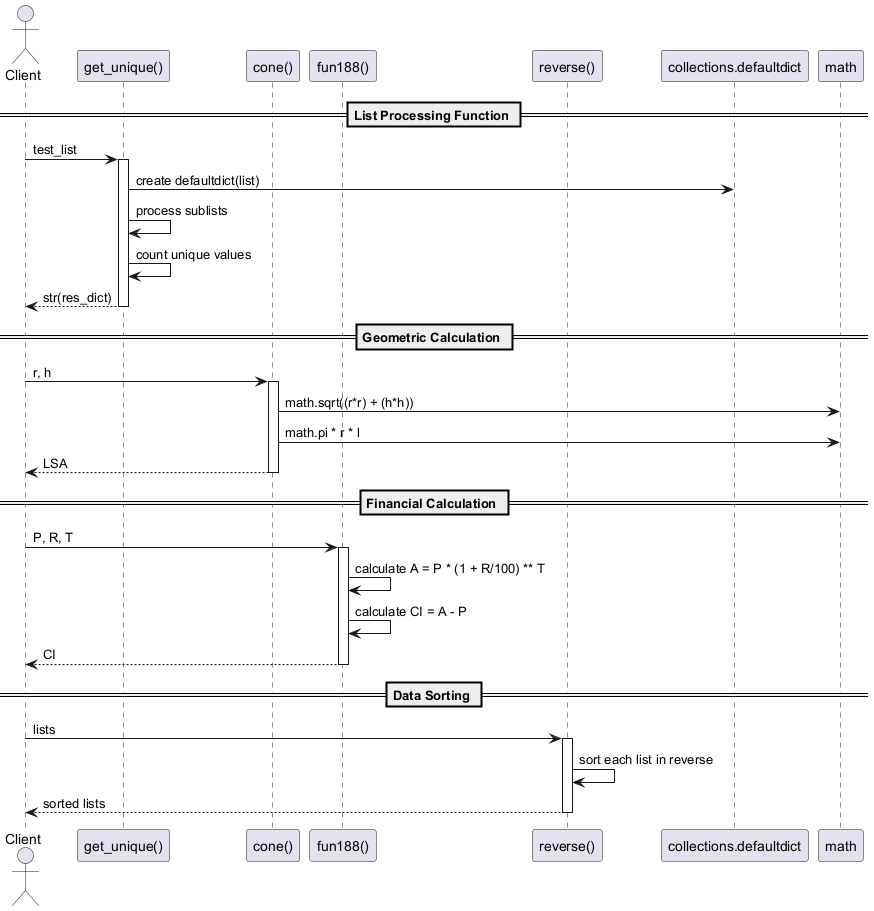 Client
get_unique()
cone()
fun188()
reverse()
collections.defaultdict
math
List Processing Function
test_list
create defaultdict(list)
process sublists
count unique values
str(res_dict)
Geometric Calculation
r, h
math.sqrt((r*r) + (h*h))
math.pi * r * l
LSA
Financial Calculation
P, R, T
calculate A = P * (1 + R/100) ** T
calculate CI = A - P
CI
Data Sorting
lists
sort each list in reverse
sorted lists
Client
get_unique()
cone()
fun188()
reverse()
collections.defaultdict
math